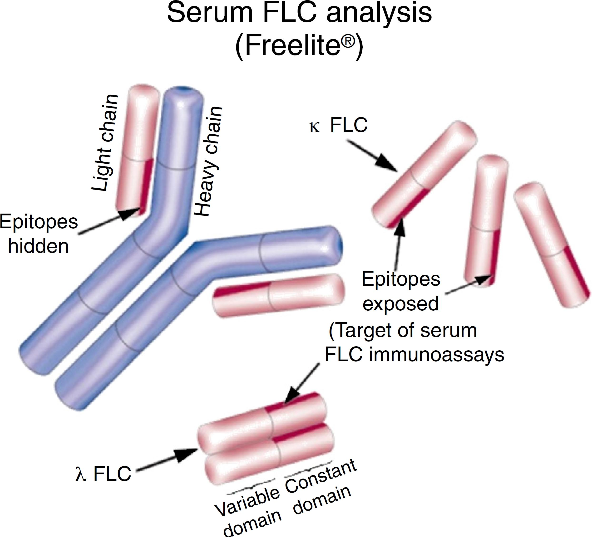 Serum FLC analysis
(Freelite®)
Light chain
Heavy chain
Epitopes
hidden
κ FLC
Epitopes
exposed
(Target of serum
FLC immunoassays
λ FLC
Variable
domain
Constant
domain